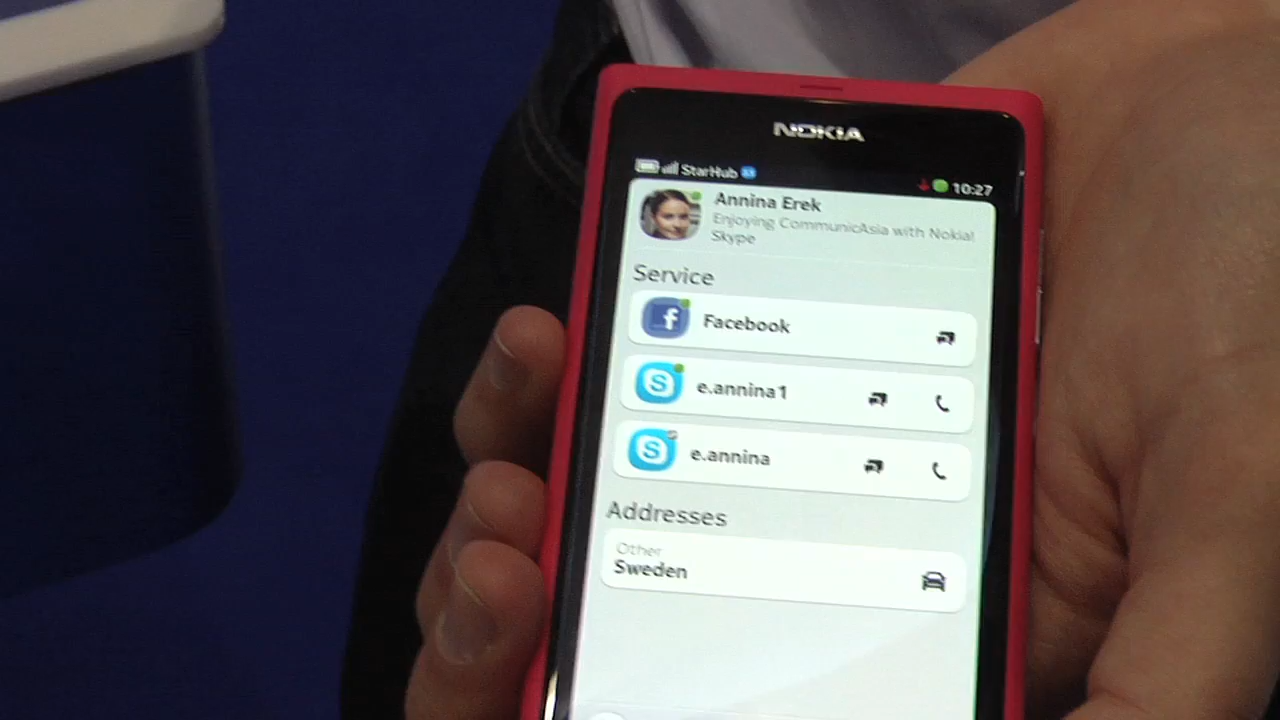 NOKIA
StarHub
10:27
Annina Erek
Enjoying CommunicAsia with Nokia!
Skype
Service
f Facebook
S e.annina1
S e.annina
Addresses
Other
Sweden